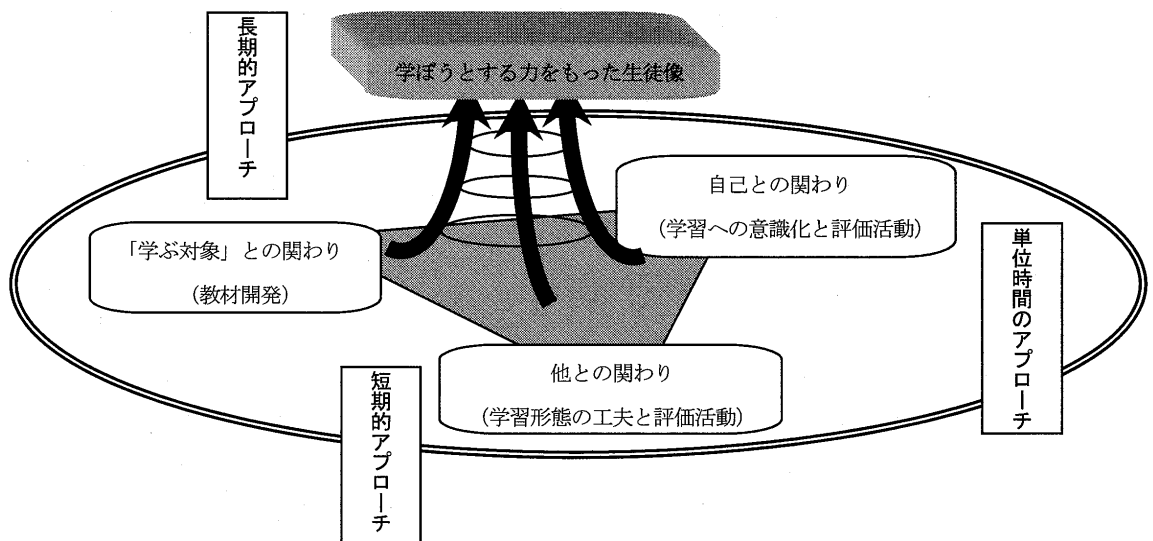 長期的アプローチ
学ぼうとする力をもった生徒像
自己との関わり
(学習への意識化と評価活動)
「学ぶ対象」との関わり
(教材開発)
単位時間のアプローチ
他との関わり
(学習形態の工夫と評価活動)
短期的アプローチ